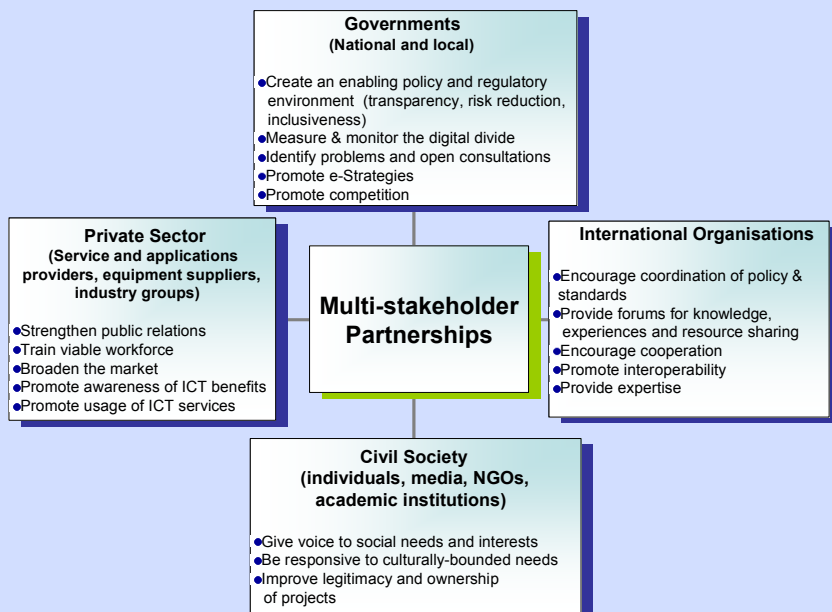 Governments
(National and local)
●Create an enabling policy and regulatory
environment (transparency, risk reduction,
inclusiveness)
●Measure & monitor the digital divide
●Identify problems and open consultations
●Promote e-Strategies
●Promote competition
Private Sector
(Service and applications
providers, equipment suppliers,
industry groups)
●Strengthen public relations
●Train viable workforce
●Broaden the market
●Promote awareness of ICT benefits
●Promote usage of ICT services
Multi-stakeholder
Partnerships
International Organisations
●Encourage coordination of policy &
standards
●Provide forums for knowledge,
experiences and resource sharing
●Encourage cooperation
●Promote interoperability
●Provide expertise
Civil Society
(individuals, media, NGOs,
academic institutions)
●Give voice to social needs and interests
●Be responsive to culturally-bounded needs
●Improve legitimacy and ownership
of projects